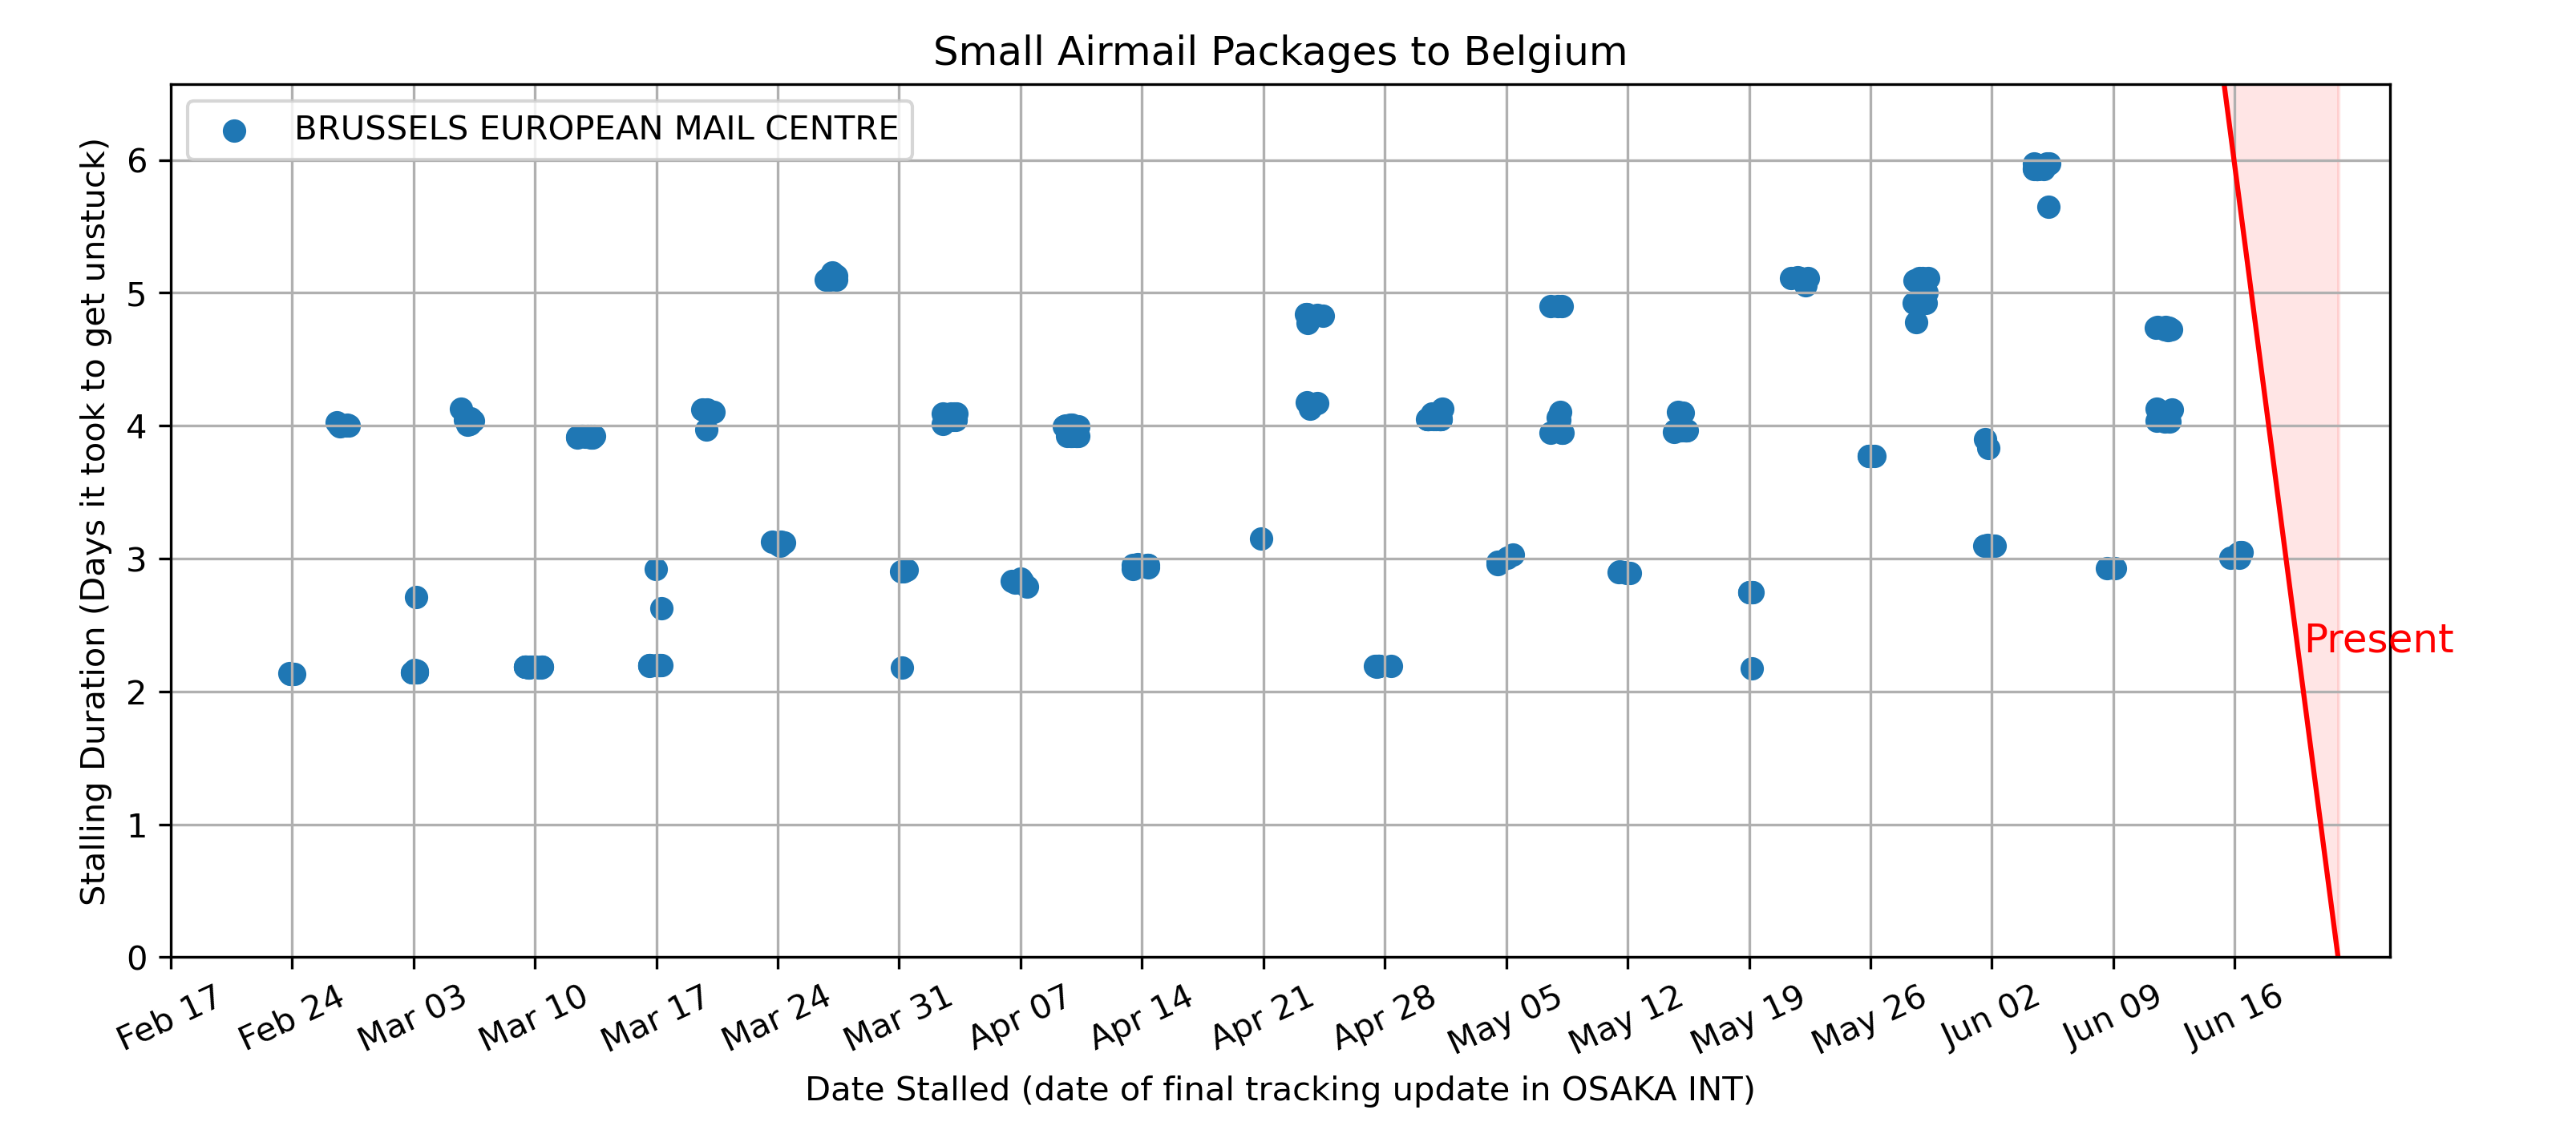 Small Airmail Packages to Belgium
BRUSSELS EUROPEAN MAIL CENTRE
Stalling Duration (Days it took to get unstuck)
6
5
4
3
2
1
0
Present
Feb 17
Feb 24
Mar 03
Mar 10
Mar 17
Mar 24
Mar 31
Apr 07
Apr 14
Apr 21
Apr 28
May 05
May 12
May 19
May 26
Jun 02
Jun 09
Jun 16
Date Stalled (date of final tracking update in OSAKA INT)